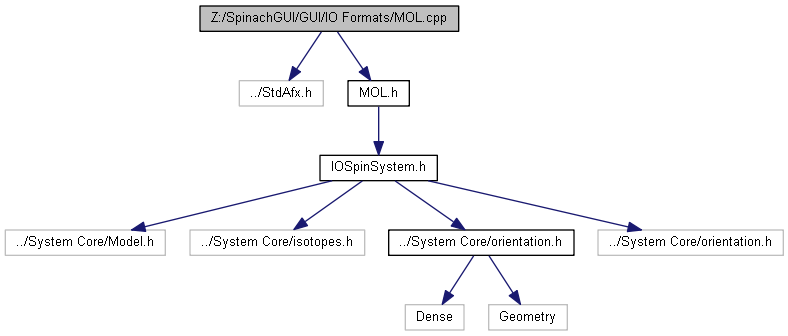 Z:/SpinachGUI/GUI/IO Formats/MOL.cpp
../StdAfx.h
MOL.h
IOSpinSystem.h
../System Core/Model.h
../System Core/isotopes.h
../System Core/orientation.h
../System Core/orientation.h
Dense
Geometry